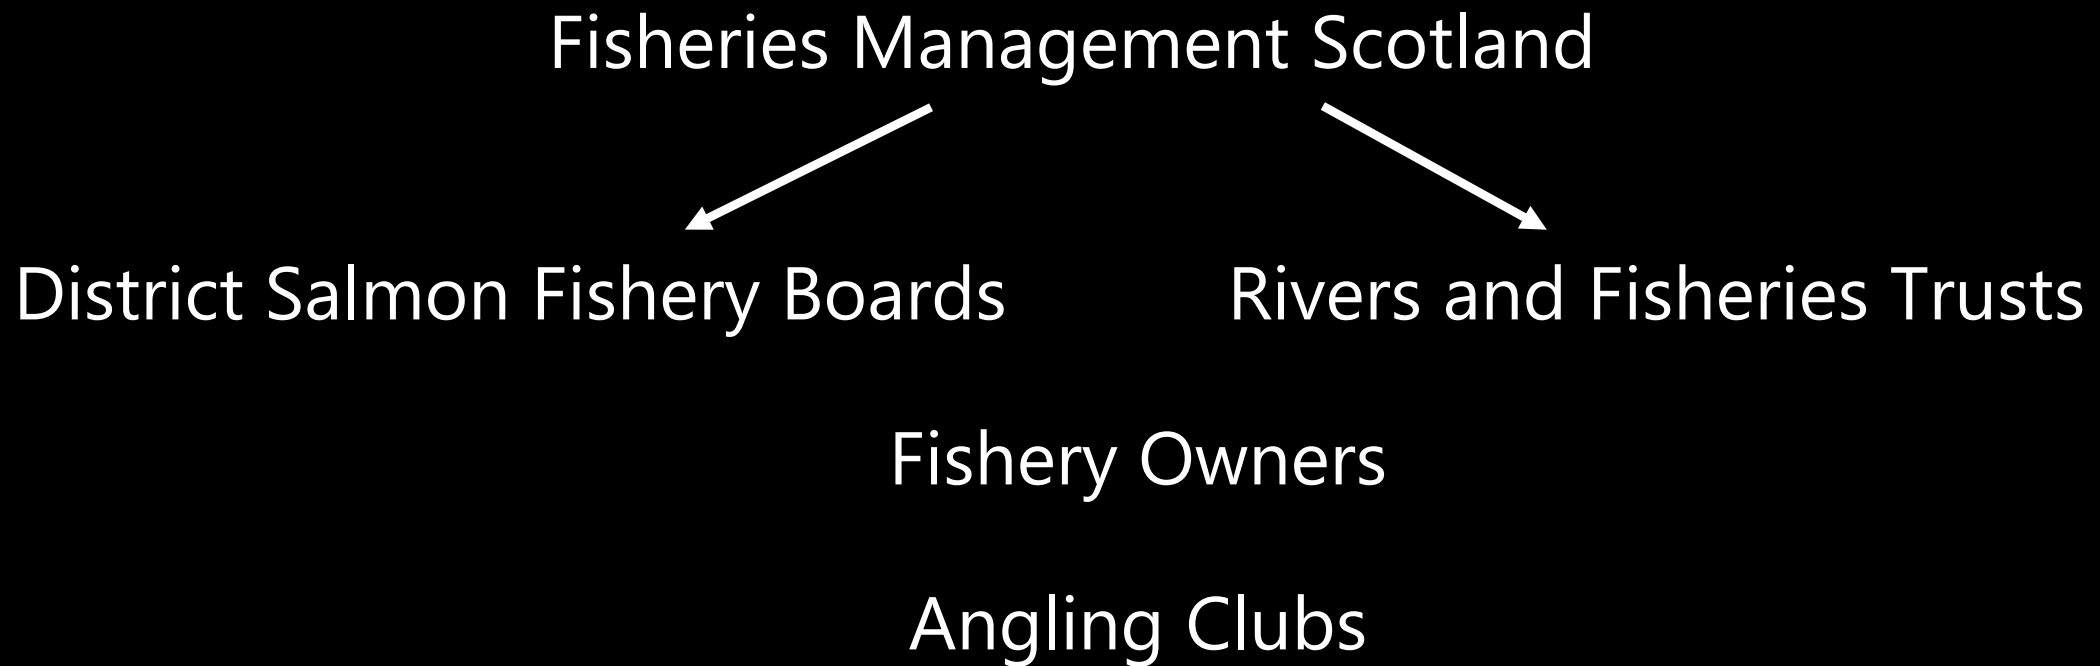 Fisheries Management Scotland
District Salmon Fishery Boards
Rivers and Fisheries Trusts
Fishery Owners
Angling Clubs